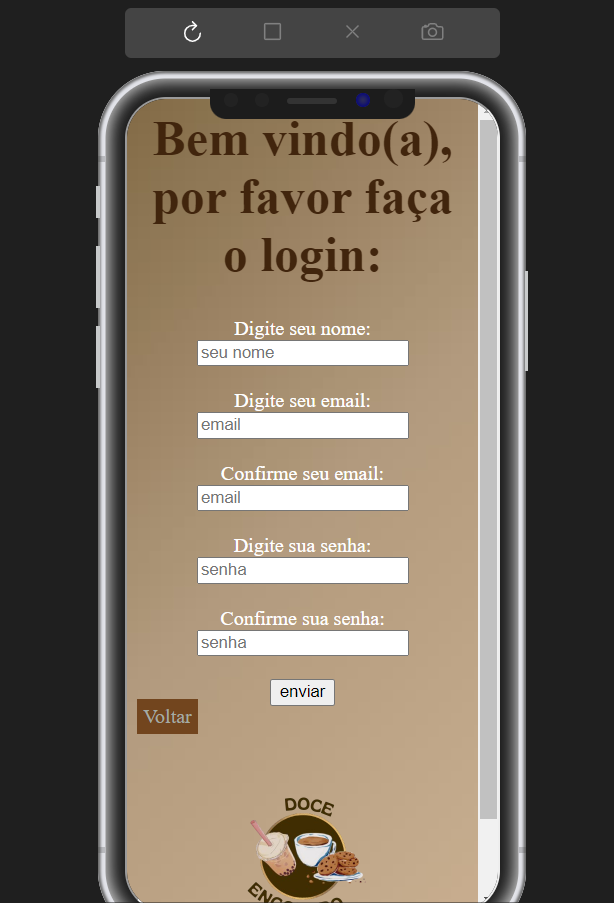 Bem vindo(a),
por favor faça
o login:
Digite seu nome:
seu nome
Digite seu email:
email
Confirme seu email:
email
Digite sua senha:
senha
Confirme sua senha:
senha
enviar
Voltar
DOCE